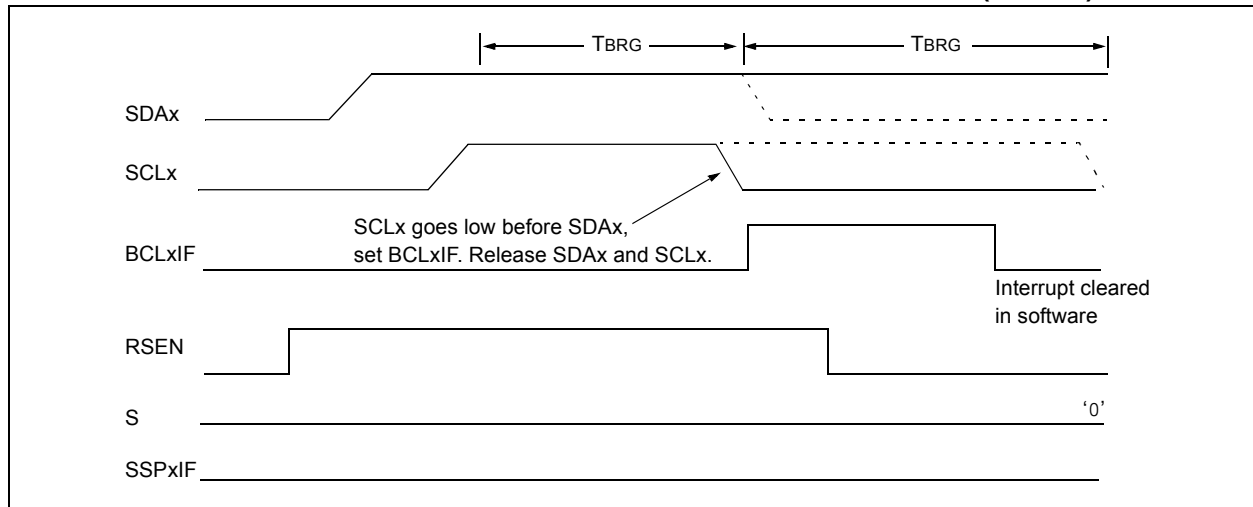 TBRG TBRG
SDAx
SCLx
SCLx goes low before SDAx,
set BCLxIF. Release SDAx and SCLx.
BCLxIF
Interrupt cleared
in software
RSEN
S
‘0’
SSPxIF